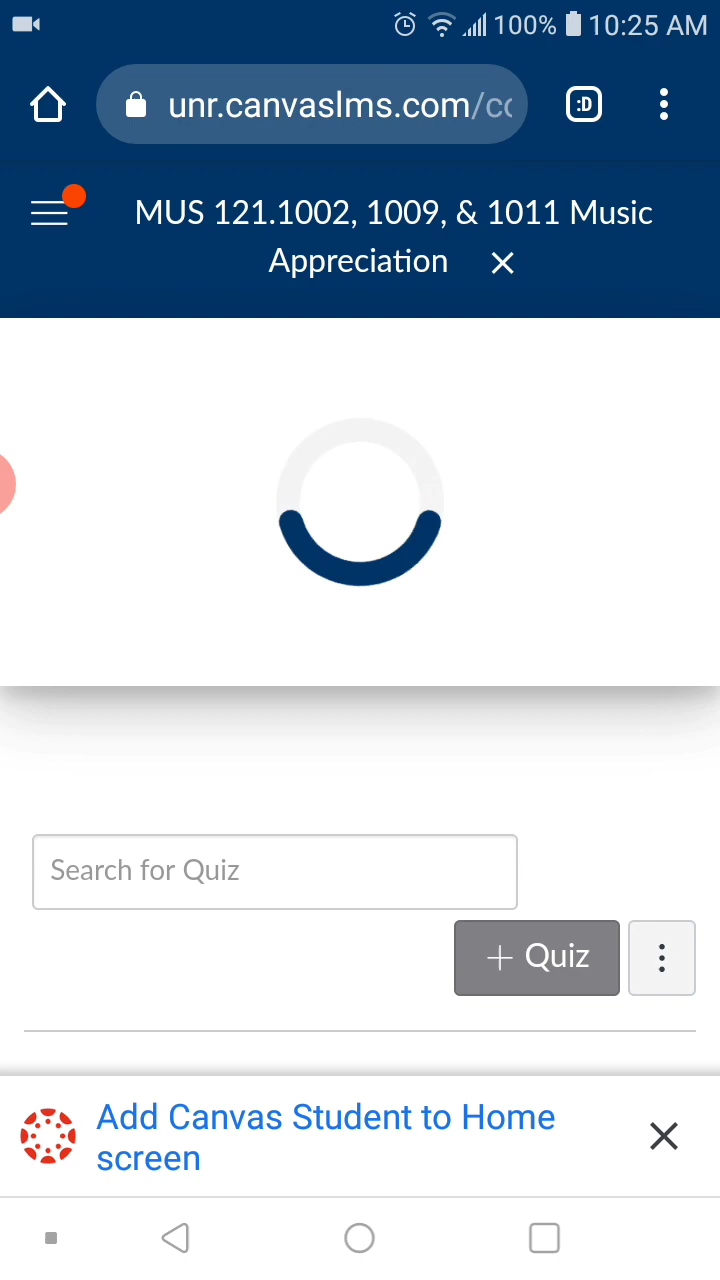 100% 10:25 AM
unr.canvaslms.com/cc
:D
MUS 121.1002, 1009, & 1011 Music
Appreciation
Search for Quiz
+ Quiz
Add Canvas Student to Home
screen